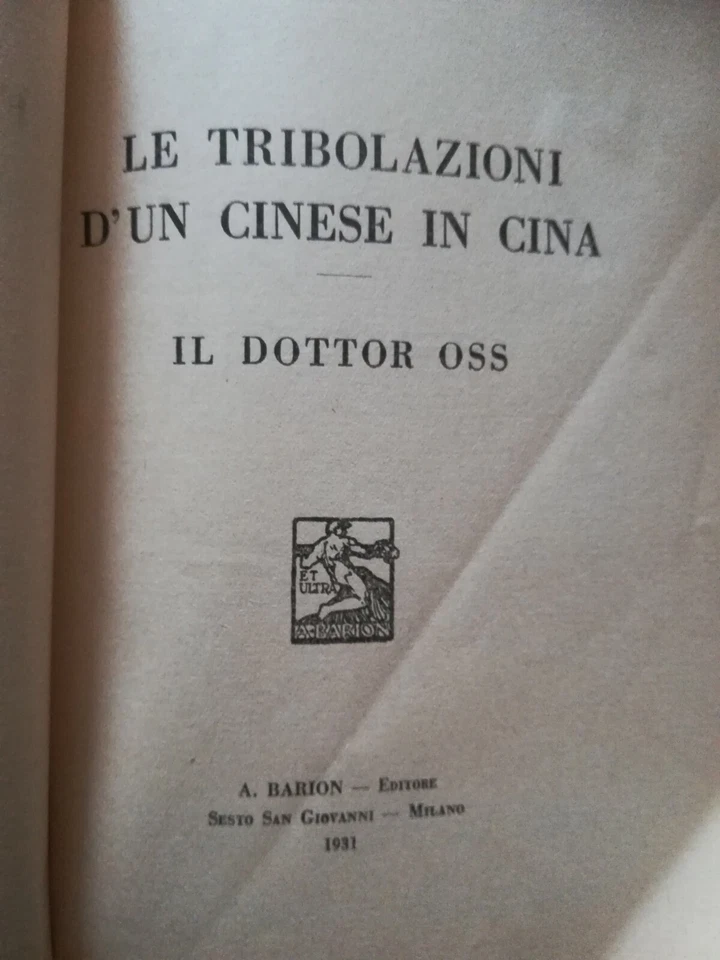 LE TRIBOLAZIONI
D'UN CINESE IN CINA
IL DOTTOR OSS
ET
ULTRA
A·BARION
A. BARION — Editore
Sesto San Giovanni — Milano
1931